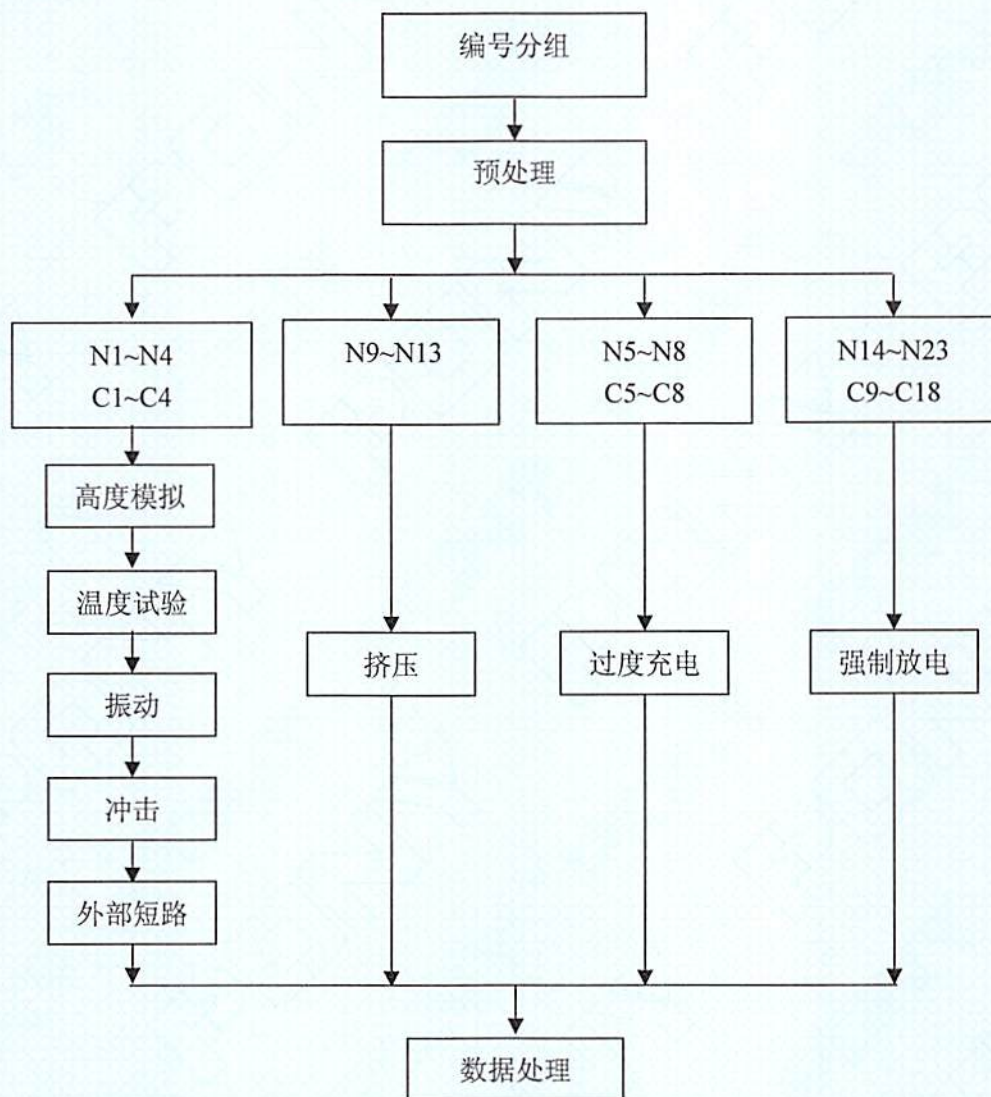 编号分组
预处理
N1~N4
C1~C4
N9~N13
N5~N8
C5~C8
N14~N23
C9~C18
高度模拟
温度试验
振动
冲击
外部短路
挤压
过度充电
强制放电
数据处理